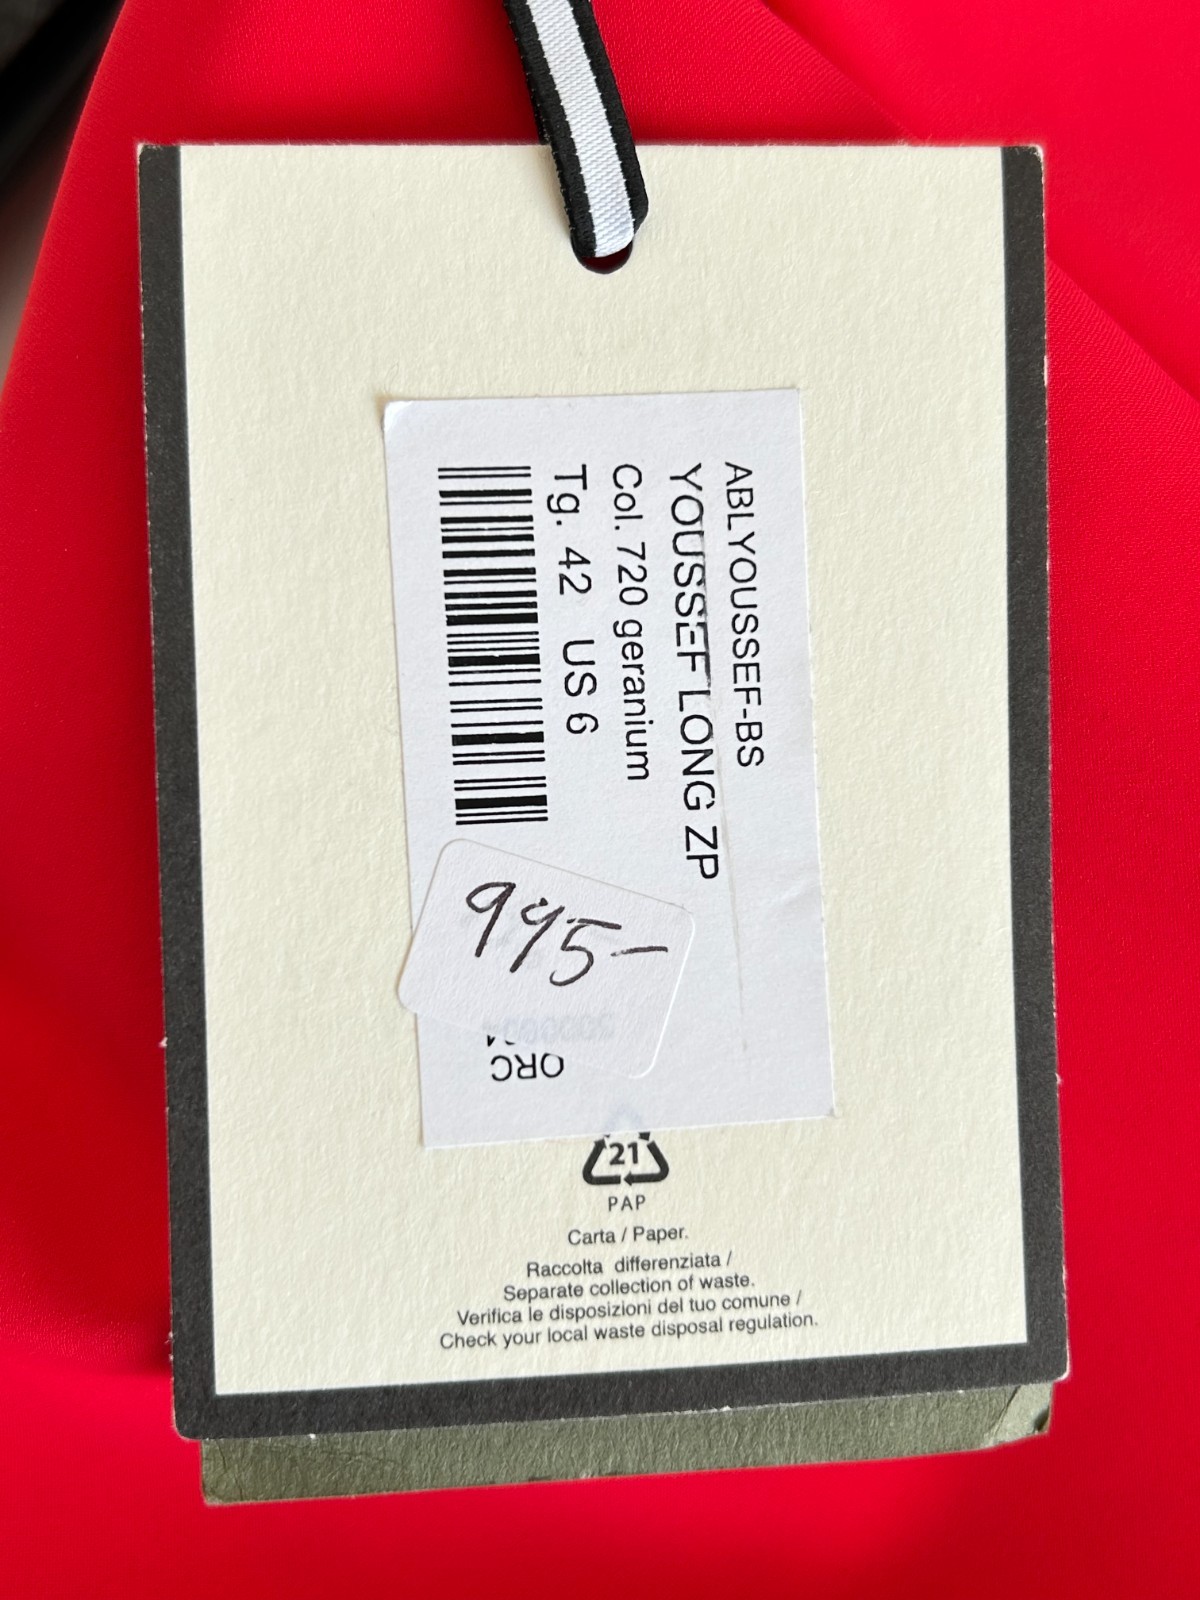 ABLYOUSSEF-BS
YOUSSEF LONG ZP
Col. 720 geranium
Tg. 42 US 6
995-
ORC
21
PAP
Carta / Paper.
Raccolta differenziata /
Separate collection of waste.
Verifica le disposizioni del tuo comune /
Check your local waste disposal regulation.